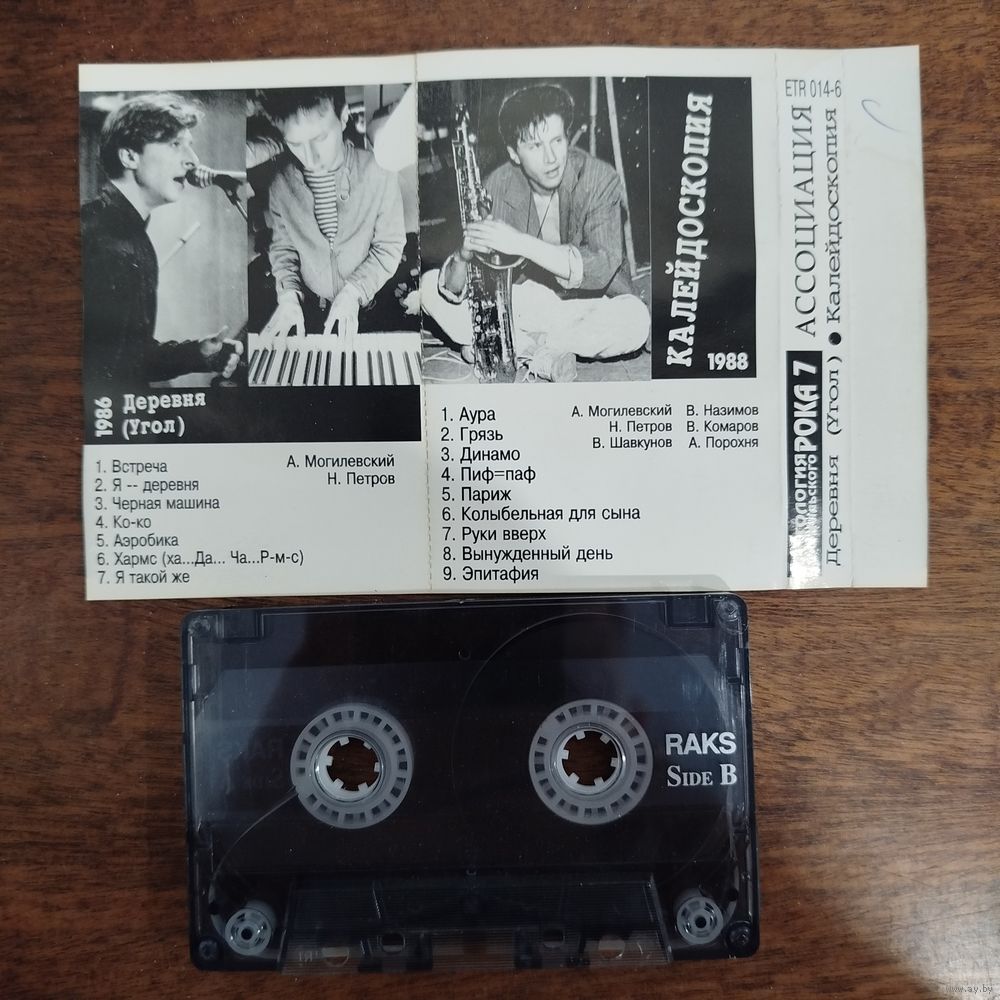 1986
Деревня
(Угол)
1. Встреча
2. Я -- деревня
3. Черная машина
4. Ко-ко
5. Аэробика
6. Хармс (ха...Да... Ча...Р-м-с)
7. Я такой же
А. Могилевский
Н. Петров
КАЛЕЙДОСКОПИЯ
1988
1. Аура
2. Грязь
3. Динамо
4. Пиф=паф
5. Париж
6. Колыбельная для сына
7. Руки вверх
8. Вынужденный день
9. Эпитафия
А. Могилевский В. Назимов
Н. Петров В. Комаров
В. Шавкунов А. Порохня
ETR 014-6
АССОЦИАЦИЯ
РОКА 7
Деревня (Угол) ● Калейдоскопия
RAKS
SIDE B
www.ay.by